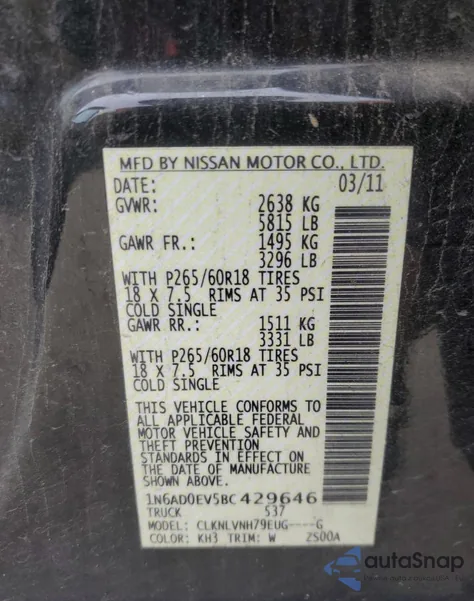 MFD BY NISSAN MOTOR CO., LTD.
DATE: 03/11
GVWR: 2638 KG
5815 LB
GAWR FR.: 1495 KG
3296 LB
WITH P265/60R18 TIRES
18 X 7.5 RIMS AT 35 PSI
COLD SINGLE
GAWR RR.: 1511 KG
3331 LB
WITH P265/60R18 TIRES
18 X 7.5 RIMS AT 35 PSI
COLD SINGLE
THIS VEHICLE CONFORMS TO
ALL APPLICABLE FEDERAL
MOTOR VEHICLE SAFETY AND
THEFT PREVENTION
STANDARDS IN EFFECT ON
THE DATE OF MANUFACTURE
SHOWN ABOVE.
1N6AD0EV5BC429646
TRUCK 537
MODEL: CLKNLVNH79EUG----G
COLOR: KH3 TRIM: W 2S00A
autoSnap